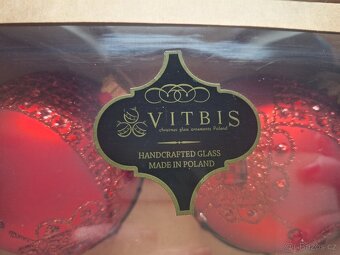 VITBIS
christmas glass ornaments Poland
HANDCRAFTED GLASS
MADE IN POLAND